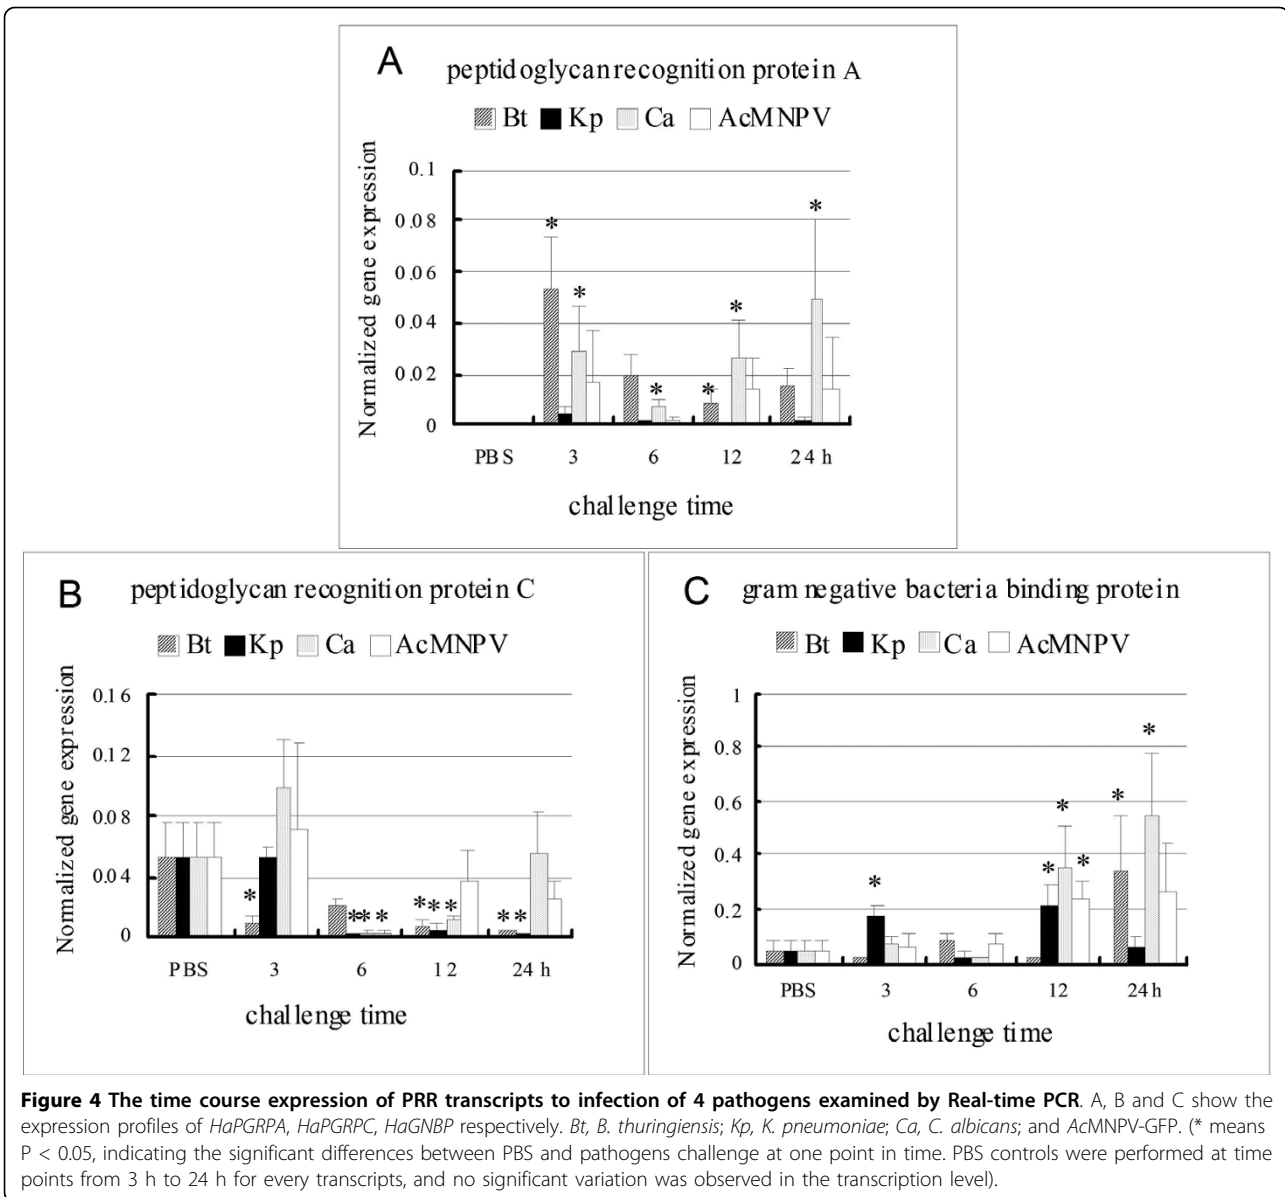 A peptidoglycan recognition protein A
Bt Kp Ca AcMNPV
Normalized gene expression
0.1
0.08
0.06
0.04
0.02
0
* * * * * *
PBS 3 6 12 24 h
challenge time
B peptidoglycan recognition protein C
Bt Kp Ca AcMNPV
Normalized gene expression
0.16
0.12
0.08
0.04
0
* *** *** **
PBS 3 6 12 24 h
challenge time
C gram negative bacteria binding protein
Bt Kp Ca AcMNPV
Normalized gene expression
1
0.8
0.6
0.4
0.2
0
* * * * * *
PBS 3 6 12 24h
challenge time
Figure 4 The time course expression of PRR transcripts to infection of 4 pathogens examined by Real-time PCR. A, B and C show the
expression profiles of HaPGRPA, HaPGRPC, HaGNBP respectively. Bt, B. thuringiensis; Kp, K. pneumoniae; Ca, C. albicans; and AcMNPV-GFP. (* means
P < 0.05, indicating the significant differences between PBS and pathogens challenge at one point in time. PBS controls were performed at time
points from 3 h to 24 h for every transcripts, and no significant variation was observed in the transcription level).